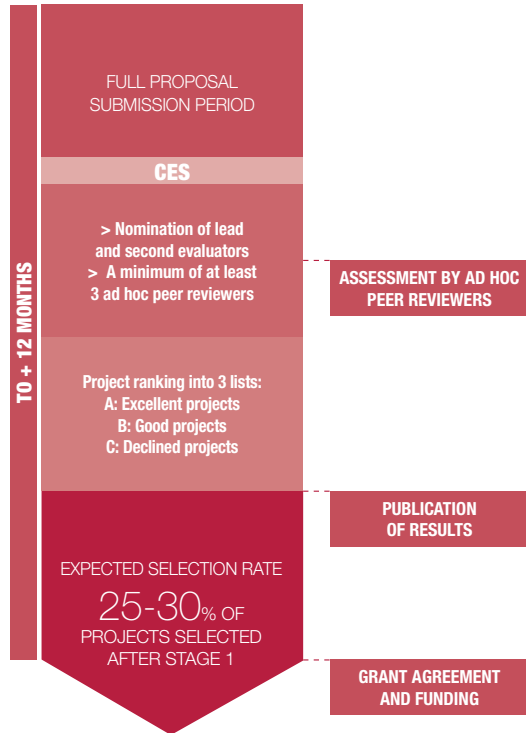 FULL PROPOSAL
SUBMISSION PERIOD
CES
> Nomination of lead
and second evaluators
> A minimum of at least
3 ad hoc peer reviewers
ASSESSMENT BY AD HOC
PEER REVIEWERS
T0 + 12 MONTHS
Project ranking into 3 lists:
A: Excellent projects
B: Good projects
C: Declined projects
PUBLICATION
OF RESULTS
EXPECTED SELECTION RATE
25-30% OF
PROJECTS SELECTED
AFTER STAGE 1
GRANT AGREEMENT
AND FUNDING